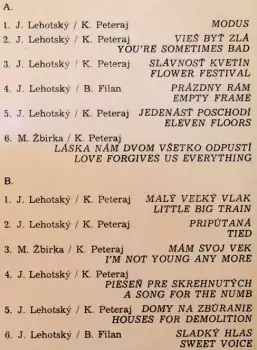 A.
1. J. Lehotský / K. Peteraj MODUS
2. J. Lehotský / K. Peteraj VIEŠ BYŤ ZLÁ
YOU'RE SOMETIMES BAD
3. J. Lehotský / K. Peteraj SLÁVNOSŤ KVETÍN
FLOWER FESTIVAL
4. J. Lehotský / B. Filan PRÁZDNY RÁM
EMPTY FRAME
5. J. Lehotský / K. Peteraj JEDENÁSŤ POSCHODÍ
ELEVEN FLOORS
6. M. Žbirka / K. Peteraj
LÁSKA NÁM DVOM VŠETKO ODPUSTÍ
LOVE FORGIVES US EVERYTHING
B.
1. J. Lehotský / K. Peteraj MALÝ VEĽKÝ VLAK
LITTLE BIG TRAIN
2. J. Lehotský / K. Peteraj PRIPÚTANÁ
TIED
3. M. Žbirka / K. Peteraj MÁM SVOJ VEK
I'M NOT YOUNG ANY MORE
4. J. Lehotský / K. Peteraj
PIESEŇ PRE SKREHNUTÝCH
A SONG FOR THE NUMB
5. J. Lehotský / K. Peteraj DOMY NA ZBÚRANIE
HOUSES FOR DEMOLITION
6. J. Lehotský / B. Filan SLADKÝ HLAS
SWEET VOICE